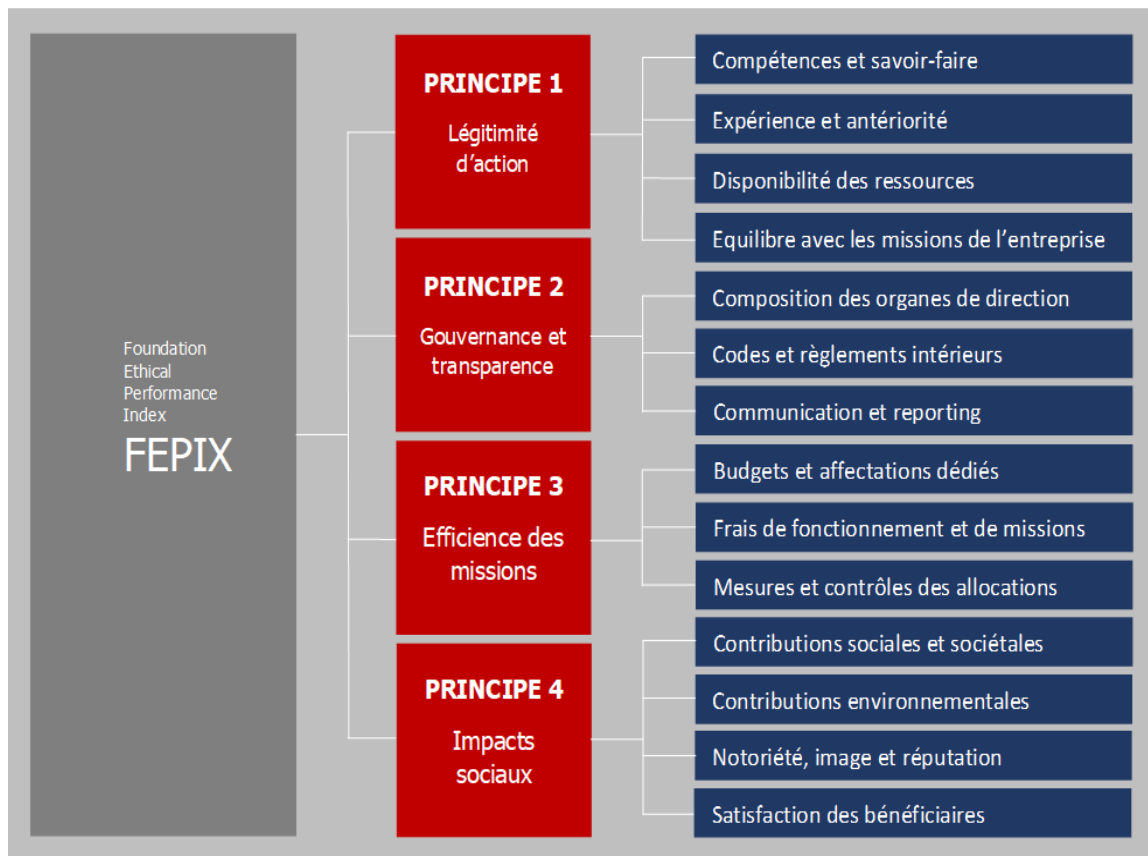 Foundation
Ethical
Performance
Index
FEPIX
PRINCIPE 1
Légitimité
d’action
Compétences et savoir-faire
Expérience et antériorité
Disponibilité des ressources
Equilibre avec les missions de l’entreprise
PRINCIPE 2
Gouvernance et
transparence
Composition des organes de direction
Codes et règlements intérieurs
Communication et reporting
PRINCIPE 3
Efficience des
missions
Budgets et affectations dédiés
Frais de fonctionnement et de missions
Mesures et contrôles des allocations
PRINCIPE 4
Impacts
sociaux
Contributions sociales et sociétales
Contributions environnementales
Notoriété, image et réputation
Satisfaction des bénéficiaires